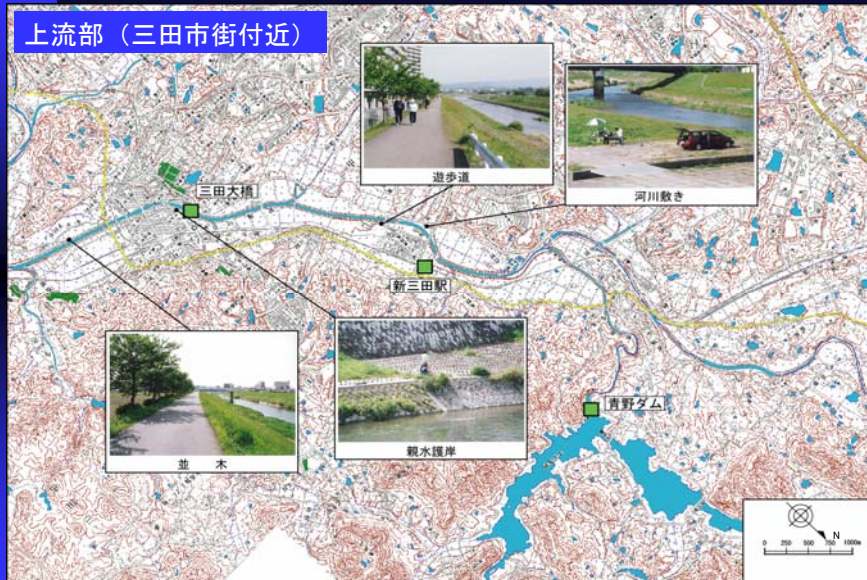 上流部（三田市街付近）
遊歩道
河川敷き
三田大橋
新三田駅
並 木
親水護岸
青野ダム
N
0 250 500 750 1000m